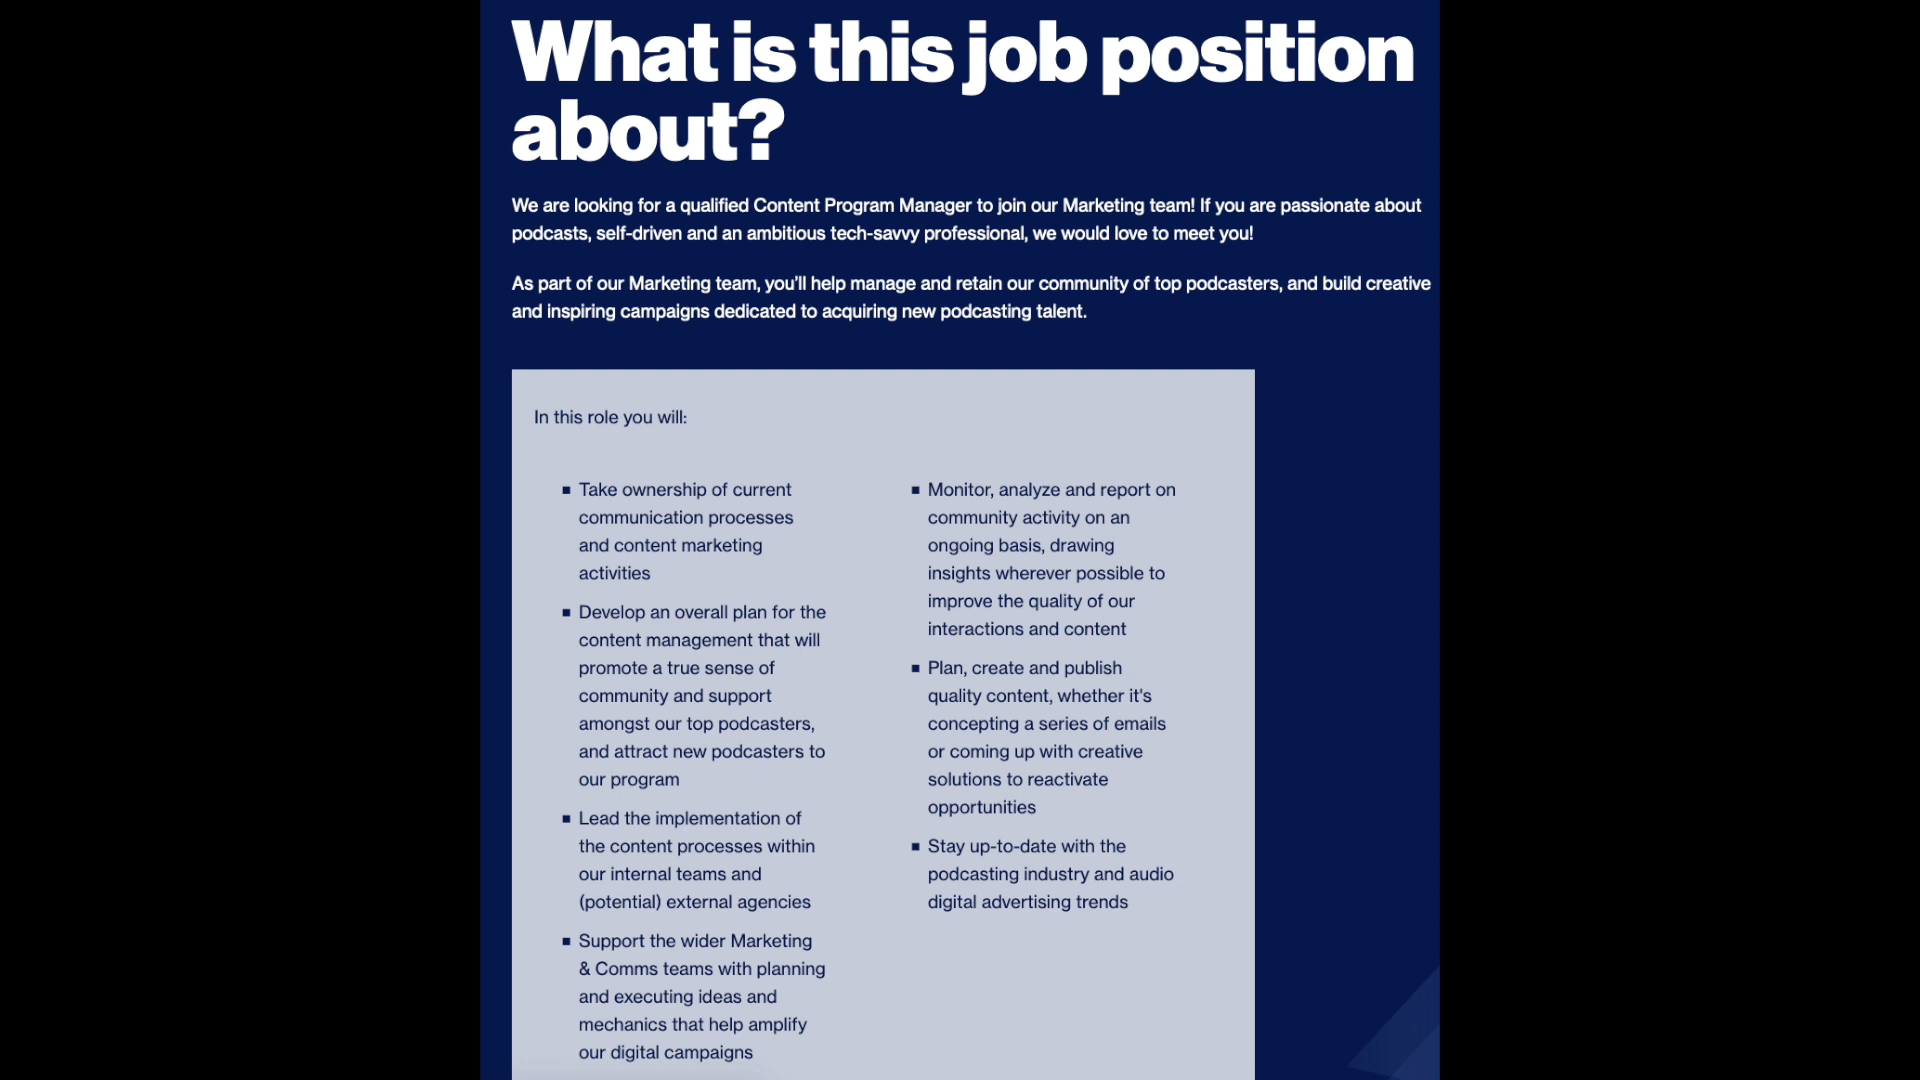 What is this job position
about?
We are looking for a qualified Content Program Manager to join our Marketing team! If you are passionate about
podcasts, self-driven and an ambitious tech-savvy professional, we would love to meet you!
As part of our Marketing team, you'll help manage and retain our community of top podcasters, and build creative
and inspiring campaigns dedicated to acquiring new podcasting talent.
In this role you will:
▪ Take ownership of current
communication processes
and content marketing
activities
▪ Develop an overall plan for the
content management that will
promote a true sense of
community and support
amongst our top podcasters,
and attract new podcasters to
our program
▪ Lead the implementation of
the content processes within
our internal teams and
(potential) external agencies
▪ Support the wider Marketing
& Comms teams with planning
and executing ideas and
mechanics that help amplify
our digital campaigns
▪ Monitor, analyze and report on
community activity on an
ongoing basis, drawing
insights wherever possible to
improve the quality of our
interactions and content
▪ Plan, create and publish
quality content, whether it's
concepting a series of emails
or coming up with creative
solutions to reactivate
opportunities
▪ Stay up-to-date with the
podcasting industry and audio
digital advertising trends